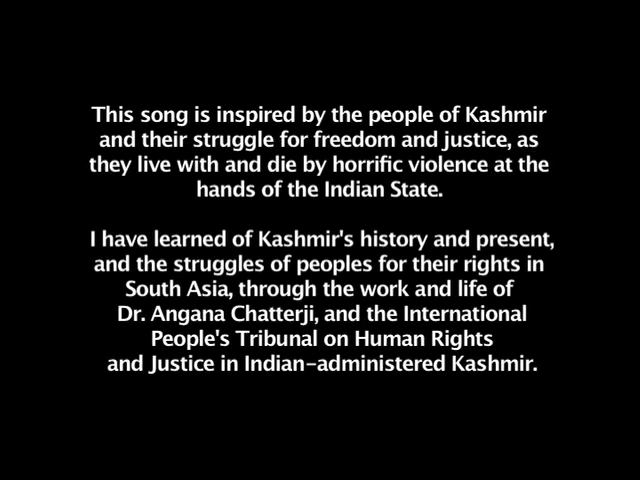 This song is inspired by the people of Kashmir
and their struggle for freedom and justice, as
they live with and die by horrific violence at the
hands of the Indian State.
I have learned of Kashmir's history and present,
and the struggles of peoples for their rights in
South Asia, through the work and life of
Dr. Angana Chatterji, and the International
People's Tribunal on Human Rights
and Justice in Indian-administered Kashmir.